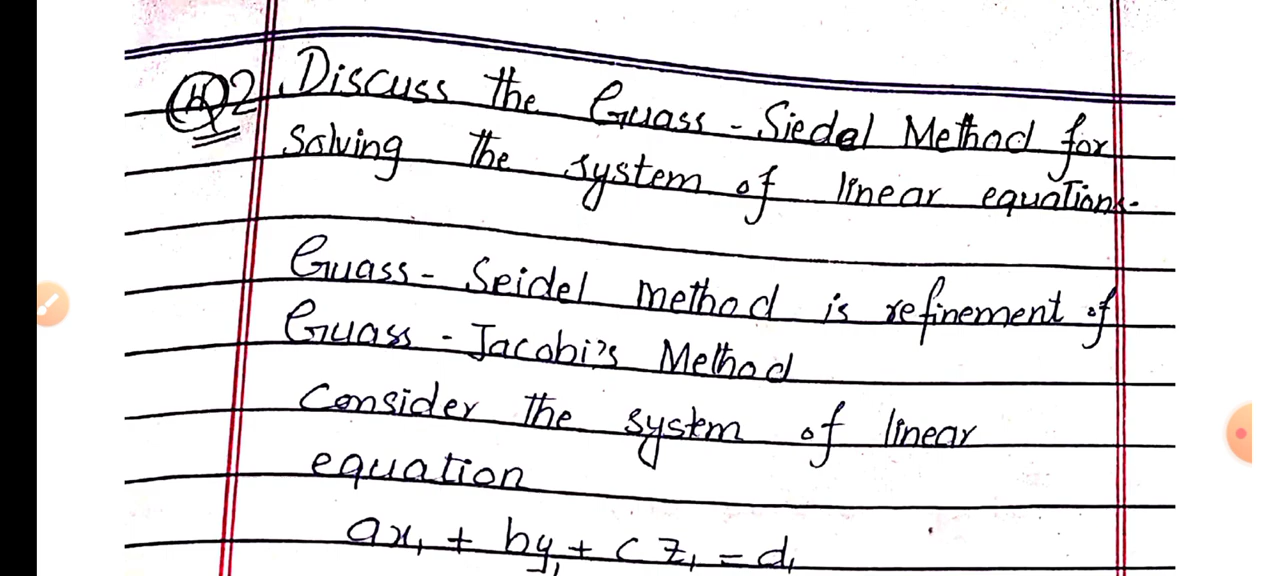 Q2 Discuss the Guass - Siedal Method for
Solving the system of linear equations.
Guass - Seidel method is refinement of
Guass - Jacobi's Method
Consider the system of linear
equation
ax₁ + by₁ + cz₁ = d₁